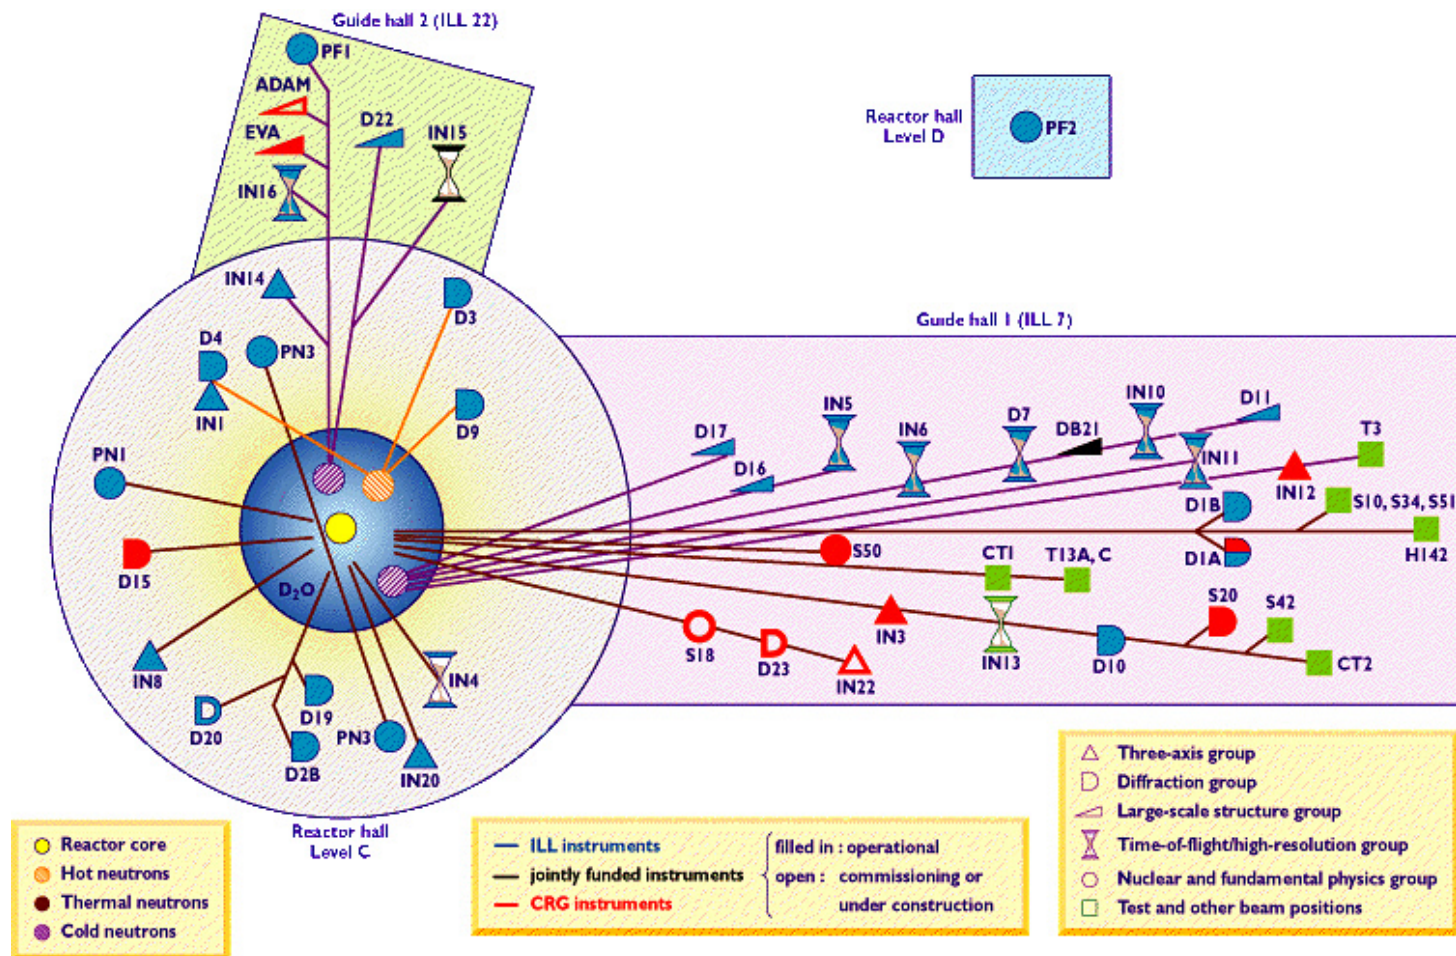 Guide hall 2 (ILL 22)
PF1
ADAM
EVA
D22
IN15
IN16
Reactor hall
Level D
PF2
IN14
D3
D4
PN3
IN1
D9
PN1
D15
D₂O
IN8
D20
D19
D2B
PN3
IN20
IN4
Reactor hall
Level C
Guide hall 1 (ILL 7)
D17
D16
IN5
IN6
D7
DB21
IN10
D11
IN11
T3
IN12
D1B
S10, S34, S51
D1A
H142
S50
CT1
T13A, C
S18
D23
IN22
IN3
IN13
D10
S20
S42
CT2
Reactor core
Hot neutrons
Thermal neutrons
Cold neutrons
ILL instruments
jointly funded instruments
CRG instruments
filled in : operational
open : commissioning or
under construction
Three-axis group
Diffraction group
Large-scale structure group
Time-of-flight/high-resolution group
Nuclear and fundamental physics group
Test and other beam positions